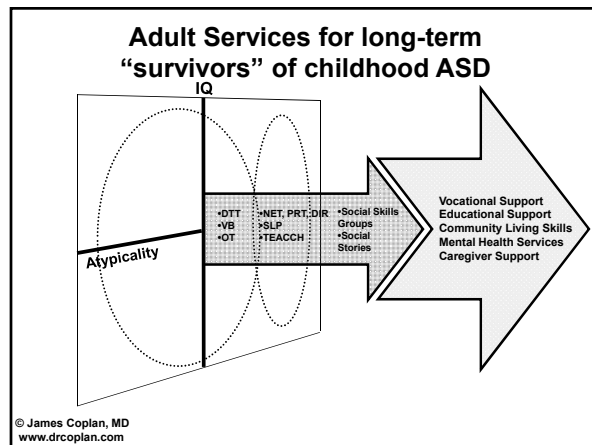 Adult Services for long-term
“survivors” of childhood ASD
IQ
Atypicality
•DTT
•VB
•OT
•NET, PRT, DIR
•SLP
•TEACCH
•Social Skills
Groups
•Social
Stories
Vocational Support
Educational Support
Community Living Skills
Mental Health Services
Caregiver Support
© James Coplan, MD
www.drcoplan.com